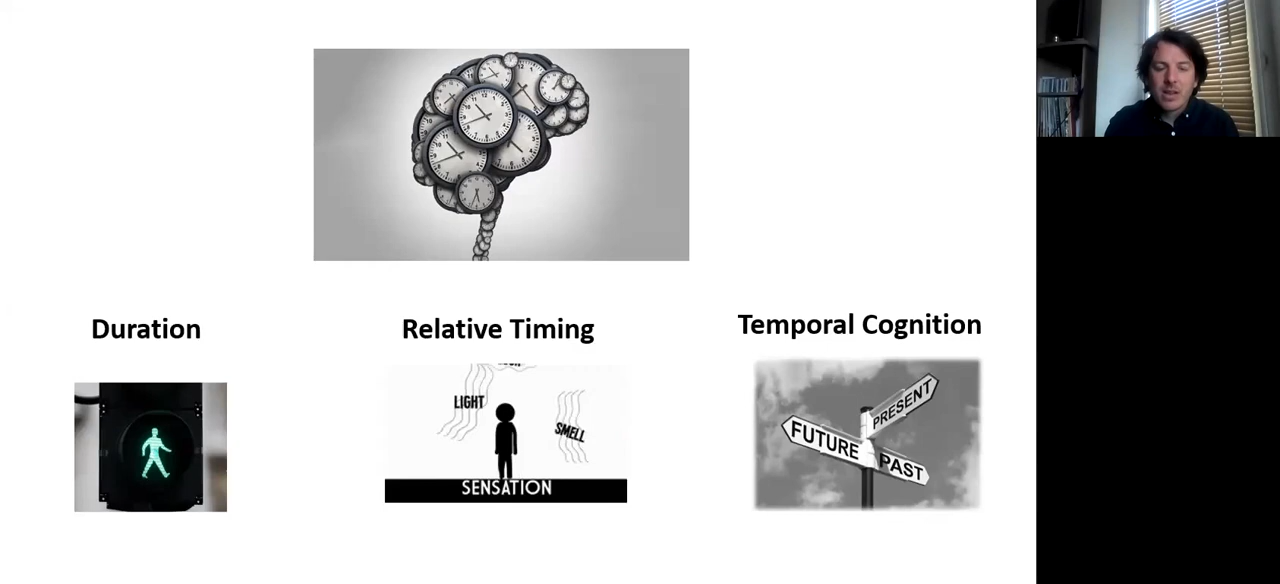 Duration
Relative Timing
Temporal Cognition
LIGHT
SMELL
SENSATION
PRESENT
FUTURE
PAST